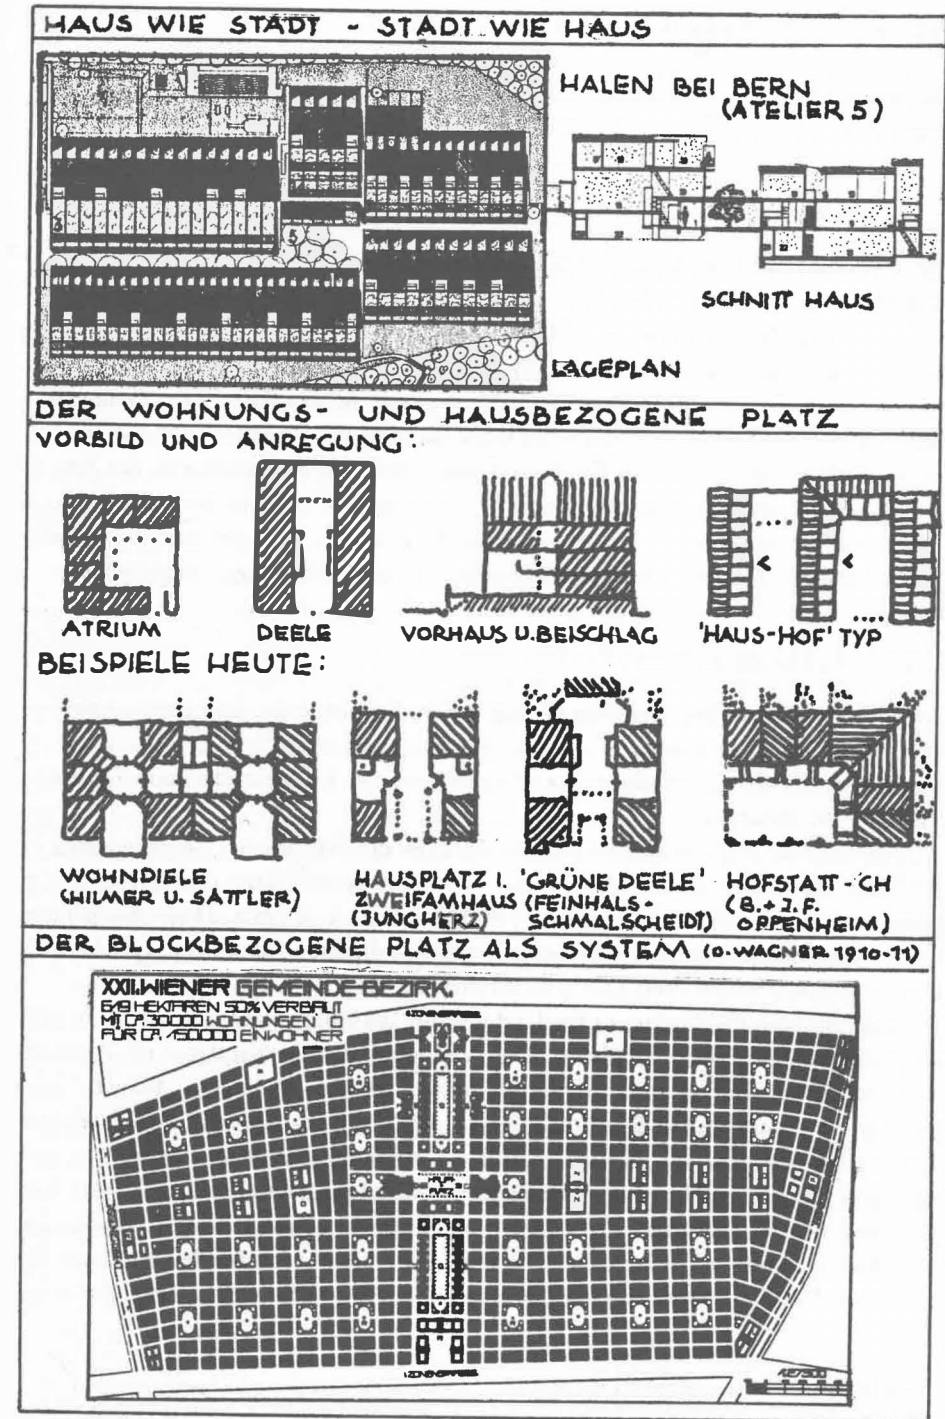 HAUS WIE STADT - STADT WIE HAUS
HALEN BEI BERN
(ATELIER 5)
SCHNITT HAUS
LAGEPLAN
DER WOHNUNGS- UND HAUSBEZOGENE PLATZ
VORBILD UND ANREGUNG:
ATRIUM
DEELE
VORHAUS U. BEISCHLAG
'HAUS-HOF' TYP
BEISPIELE HEUTE:
WOHNDIELE
(HILMER U. SATTLER)
HAUSPLATZ I.
ZWEIFAMHAUS
(JUNGHERZ)
'GRÜNE DEELE'
(FEINHALS-
SCHMALSCHEIDT)
HOFSTATT-CH
(B.+I.F.
OPPENHEIM)
DER BLOCKBEZOGENE PLATZ ALS SYSTEM (O. WAGNER 1910-11)
XXII. WIENER GEMEINDE-BEZIRK.
HEKTAREN 50% VERBAUT
MIT CA. 30000 WOHNUNGEN
FÜR CA. 150000 EINWOHNER